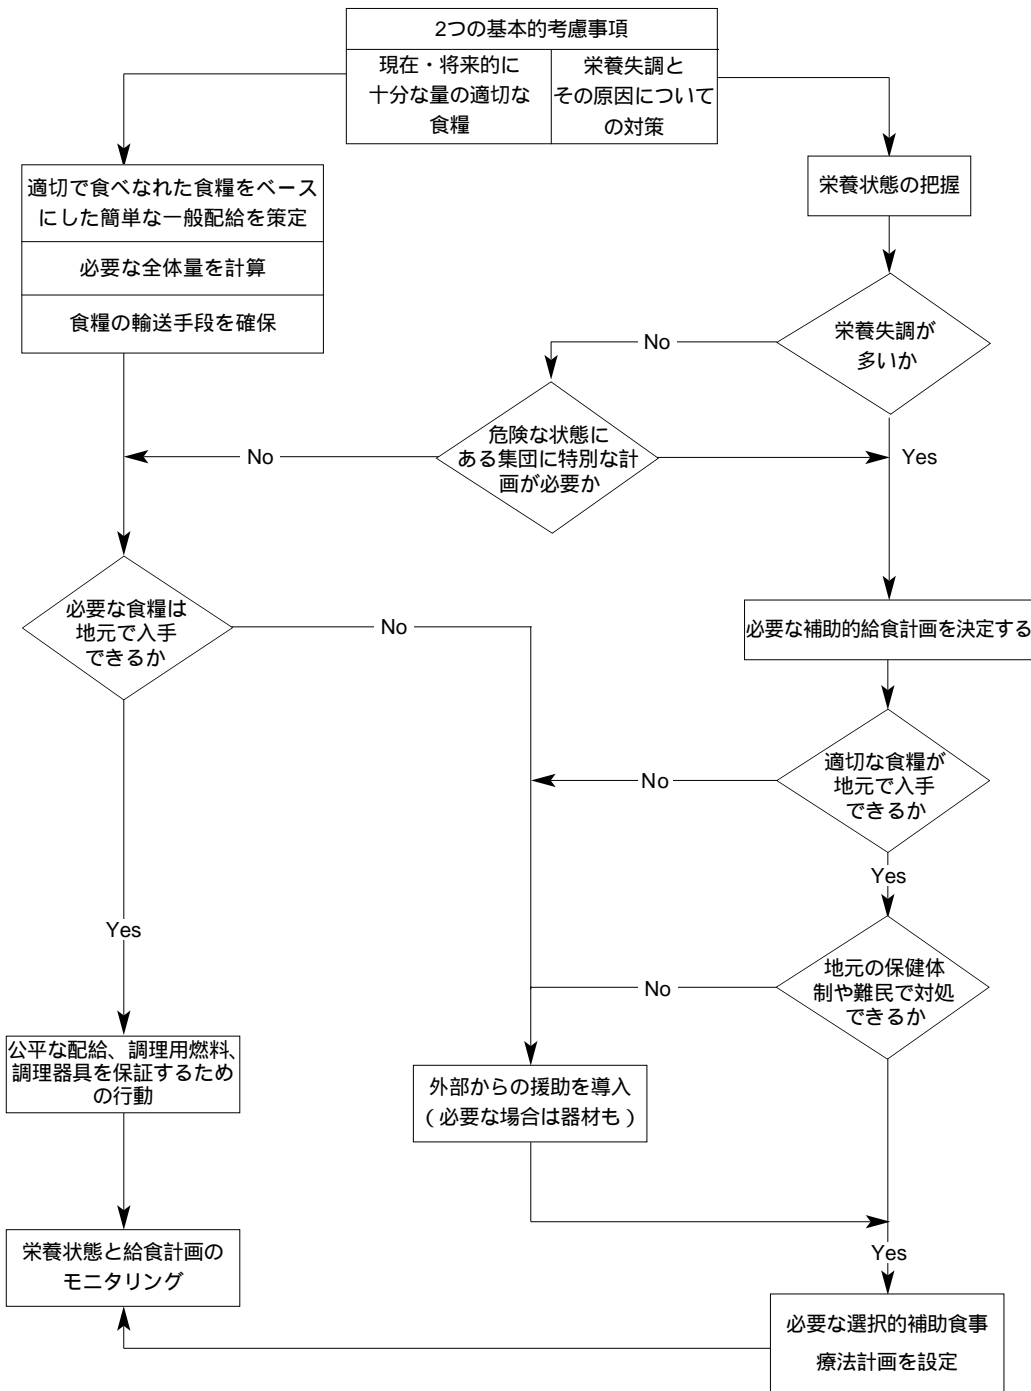 2つの基本的考慮事項
現在・将来的に
十分な量の適切な
食糧
栄養失調と
その原因について
の対策
適切で食べなれた食糧をベース
にした簡単な一般配給を策定
必要な全体量を計算
食糧の輸送手段を確保
栄養状態の把握
栄養失調が
多いか
No
危険な状態に
ある集団に特別な計
画が必要か
No
Yes
必要な食糧は
地元で入手
できるか
No
必要な補助的給食計画を決定する
適切な食糧が
地元で入手
できるか
No
Yes
Yes
地元の保健体
制や難民で対処
できるか
No
公平な配給、調理用燃料、
調理器具を保証するため
の行動
外部からの援助を導入
(必要な場合は器材も)
栄養状態と給食計画の
モニタリング
Yes
必要な選択的補助食事
療法計画を設定